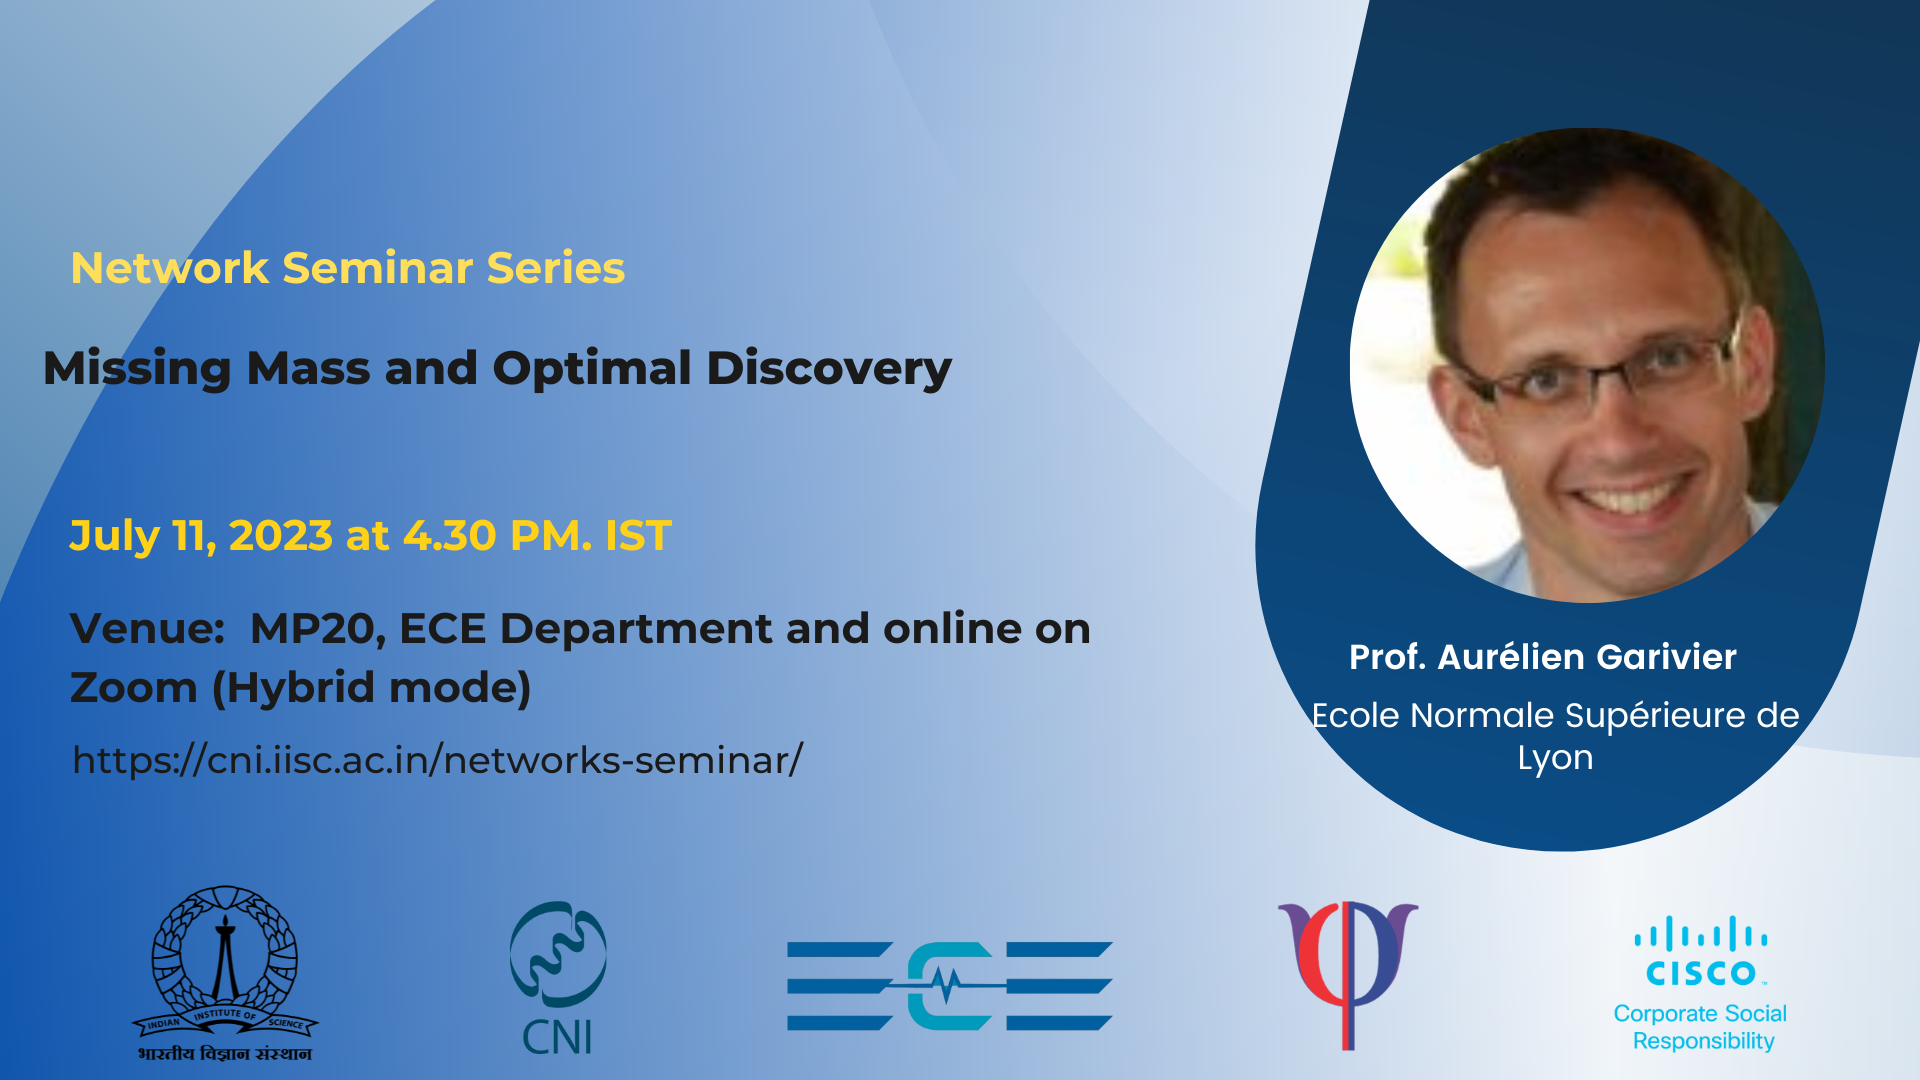 Network Seminar Series
Missing Mass and Optimal Discovery
July 11, 2023 at 4.30 PM. IST
Venue:  MP20, ECE Department and online on
Zoom (Hybrid mode)
https://cni.iisc.ac.in/networks-seminar/
Prof. Aurélien Garivier
Ecole Normale Supérieure de
Lyon
INDIAN INSTITUTE OF SCIENCE
भारतीय विज्ञान संस्थान
CNI
ECE
CISCO
Corporate Social
Responsibility